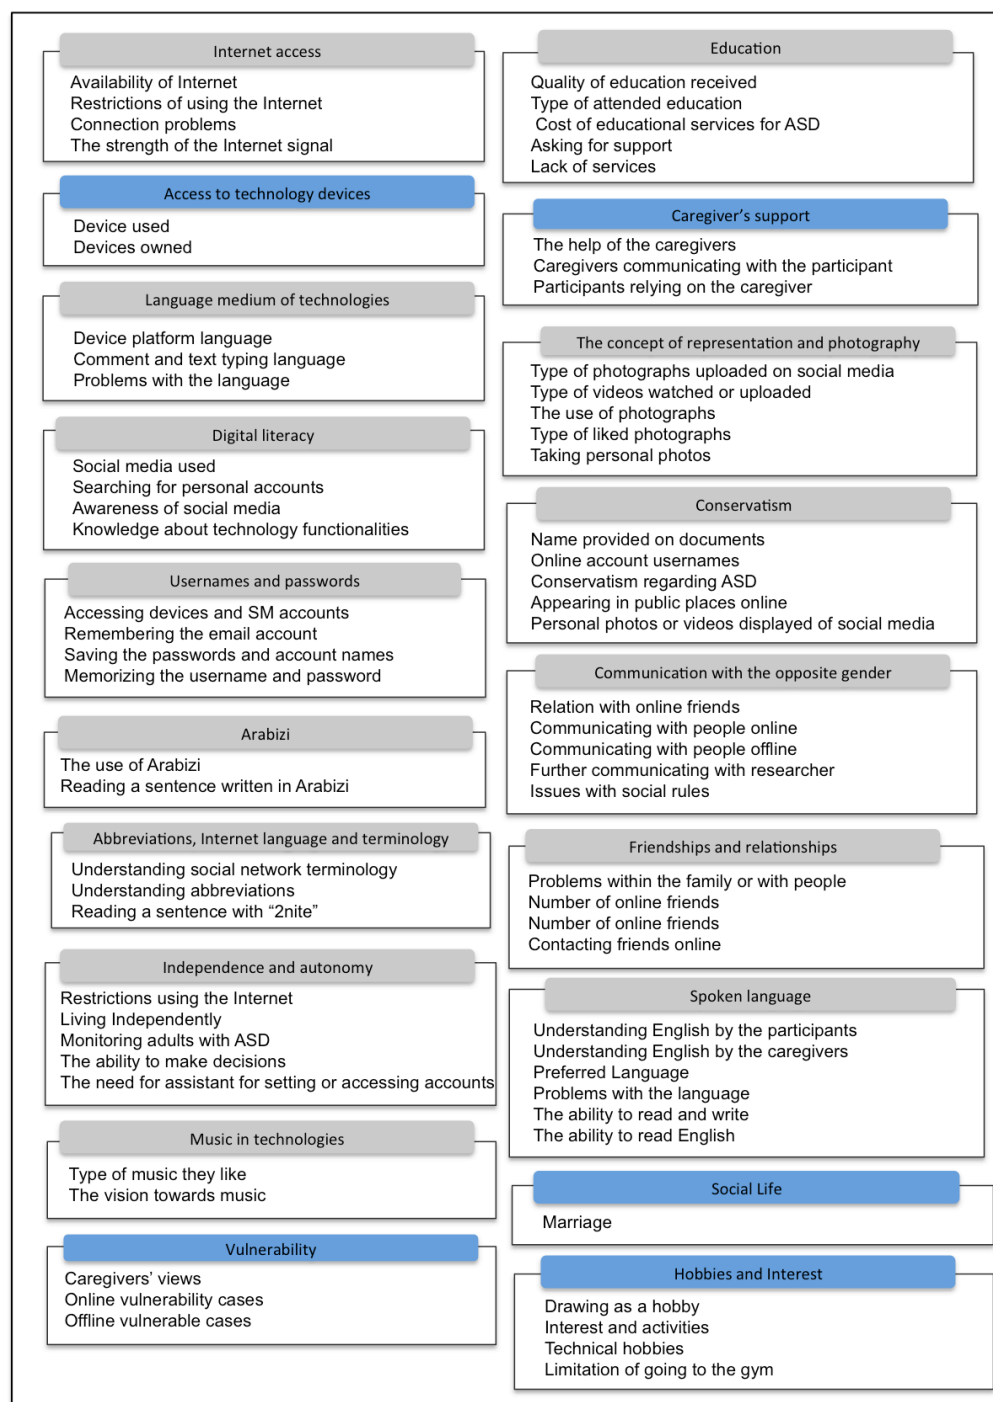 Internet access
Availability of Internet
Restrictions of using the Internet
Connection problems
The strength of the Internet signal
Access to technology devices
Device used
Devices owned
Language medium of technologies
Device platform language
Comment and text typing language
Problems with the language
Digital literacy
Social media used
Searching for personal accounts
Awareness of social media
Knowledge about technology functionalities
Usernames and passwords
Accessing devices and SM accounts
Remembering the email account
Saving the passwords and account names
Memorizing the username and password
Arabizi
The use of Arabizi
Reading a sentence written in Arabizi
Abbreviations, Internet language and terminology
Understanding social network terminology
Understanding abbreviations
Reading a sentence with “2nite”
Independence and autonomy
Restrictions using the Internet
Living Independently
Monitoring adults with ASD
The ability to make decisions
The need for assistant for setting or accessing accounts
Music in technologies
Type of music they like
The vision towards music
Vulnerability
Caregivers’ views
Online vulnerability cases
Offline vulnerable cases
Education
Quality of education received
Type of attended education
Cost of educational services for ASD
Asking for support
Lack of services
Caregiver’s support
The help of the caregivers
Caregivers communicating with the participant
Participants relying on the caregiver
The concept of representation and photography
Type of photographs uploaded on social media
Type of videos watched or uploaded
The use of photographs
Type of liked photographs
Taking personal photos
Conservatism
Name provided on documents
Online account usernames
Conservatism regarding ASD
Appearing in public places online
Personal photos or videos displayed of social media
Communication with the opposite gender
Relation with online friends
Communicating with people online
Communicating with people offline
Further communicating with researcher
Issues with social rules
Friendships and relationships
Problems within the family or with people
Number of online friends
Number of online friends
Contacting friends online
Spoken language
Understanding English by the participants
Understanding English by the caregivers
Preferred Language
Problems with the language
The ability to read and write
The ability to read English
Social Life
Marriage
Hobbies and Interest
Drawing as a hobby
Interest and activities
Technical hobbies
Limitation of going to the gym